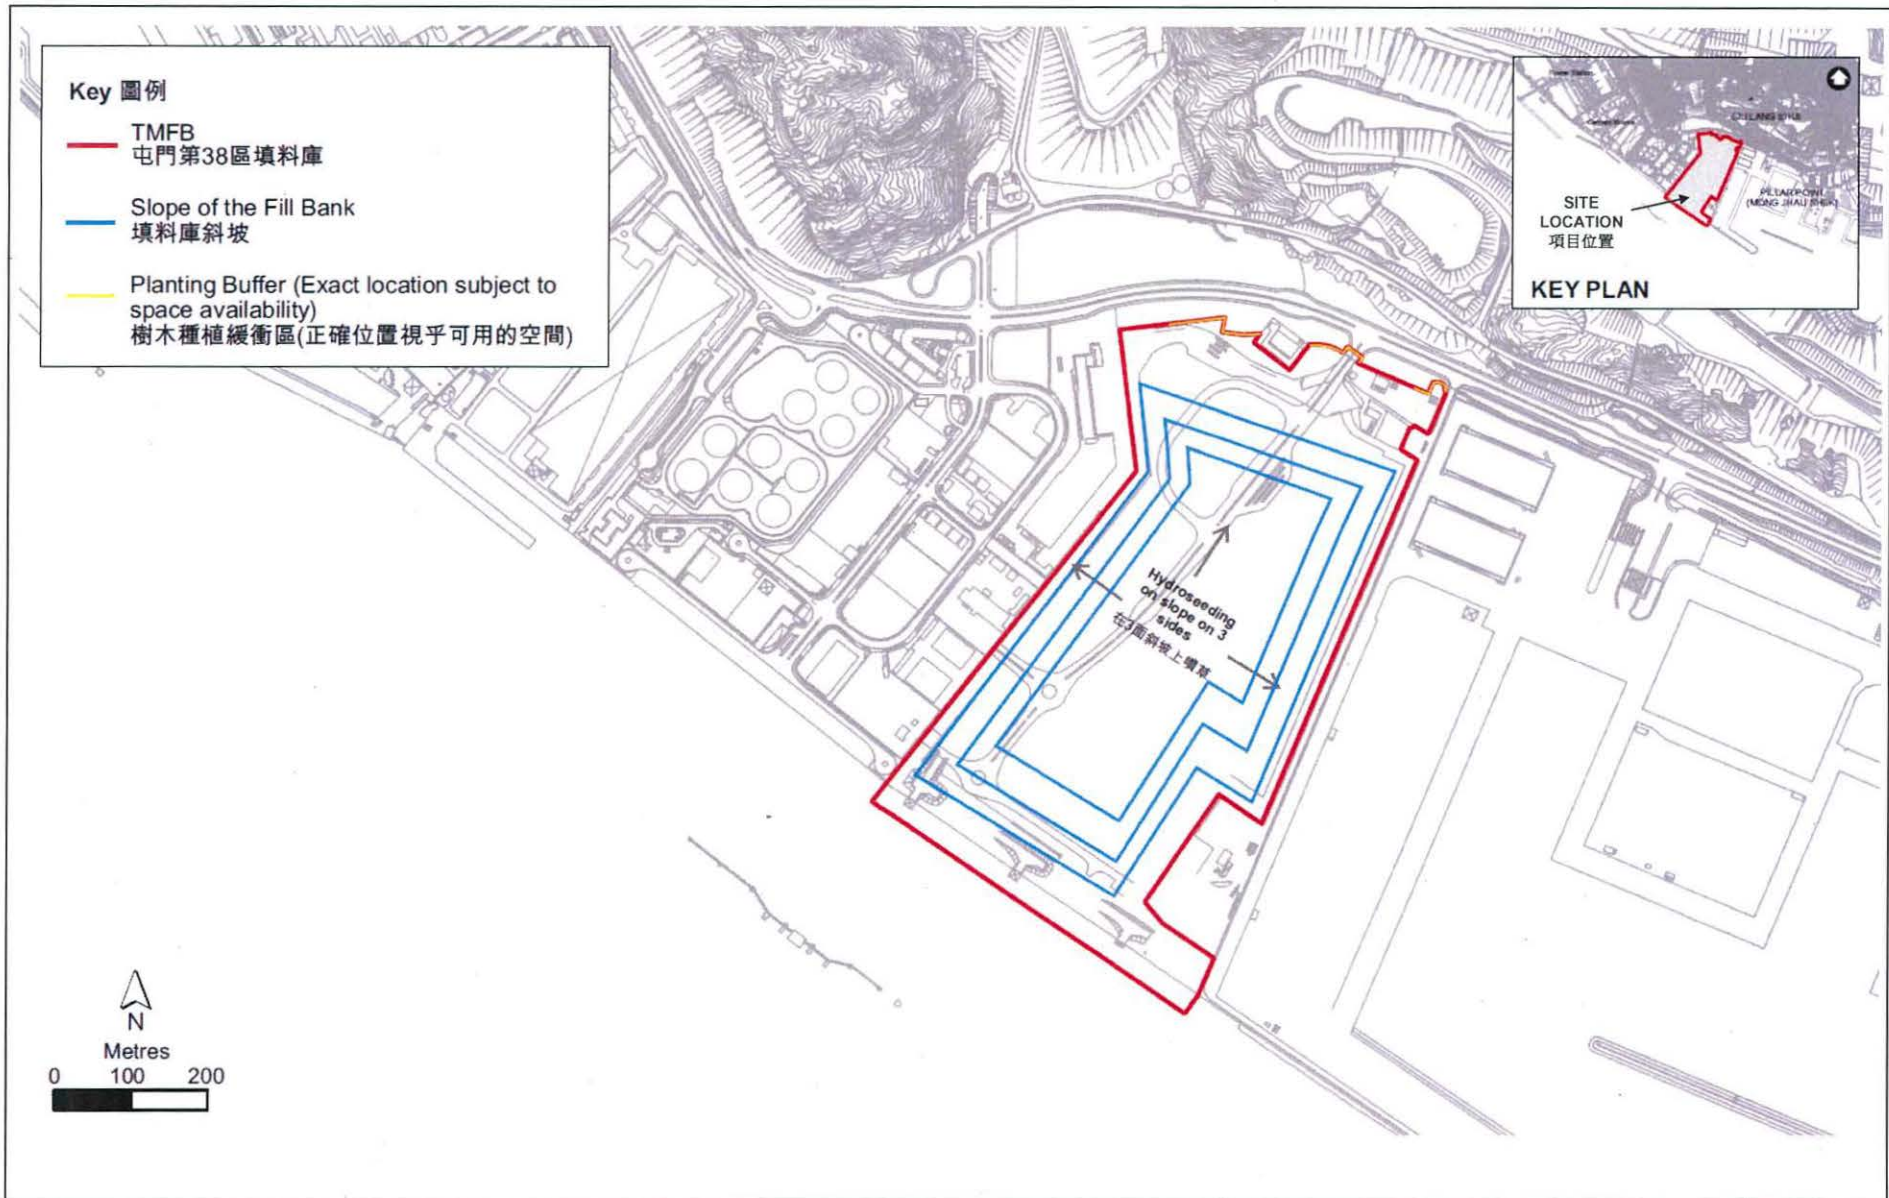 Key 圖例
TMFB
屯門第38區填料庫
Slope of the Fill Bank
填料庫斜坡
Planting Buffer (Exact location subject to
space availability)
樹木種植緩衝區(正確位置視乎可用的空間)
SITE
LOCATION
項目位置
PILLAR POINT
KEY PLAN
Hydroseeding
on slope on 3
sides
在3面斜坡上噴草
N
Metres
0 100 200